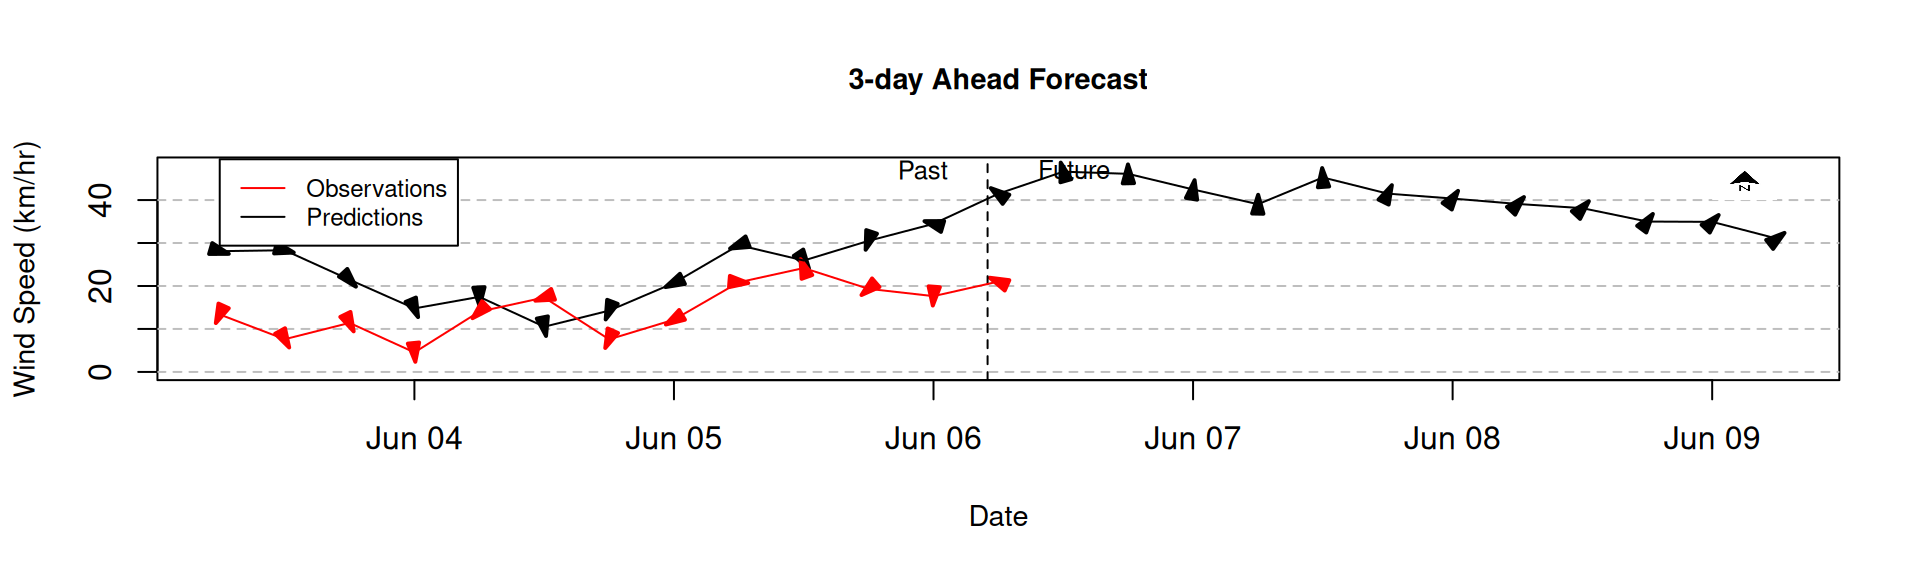 3-day Ahead Forecast
Wind Speed (km/hr)
Past Future
Observations
Predictions
N
40
20
0
Jun 04 Jun 05 Jun 06 Jun 07 Jun 08 Jun 09
Date